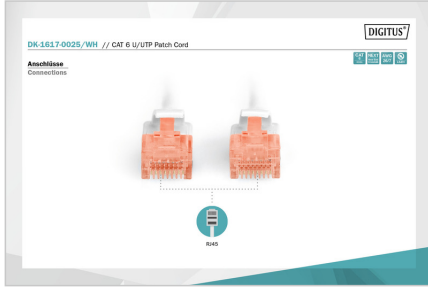 DIGITUS®
DK-1617-0025/WH // CAT 6 U/UTP Patch Cord
Anschlüsse
Connections
RJ45